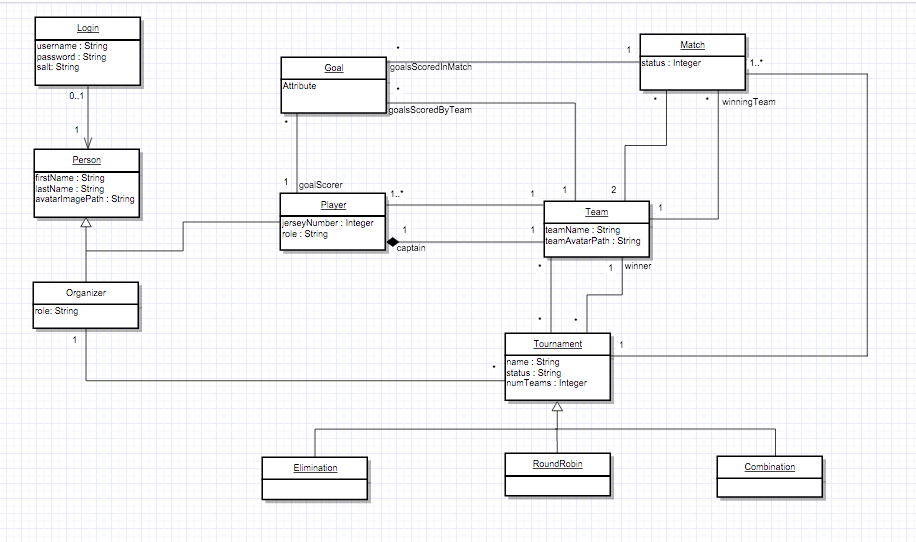 Login
username : String
password : String
salt: String
0..1
1
Person
firstName : String
lastName : String
avatarImagePath : String
Organizer
role: String
1
*
Goal
Attribute
*
goalsScoredInMatch
1
*
goalsScoredByTeam
1
*
1
goalScorer
Match
status : Integer
1..*
*
2
*
winningTeam
1
Player
jerseyNumber : Integer
role : String
1..*
1
1
captain
1
Team
teamName : String
teamAvatarPath : String
*
*
1
winner
*
Tournament
name : String
status : String
numTeams : Integer
1
Elimination
RoundRobin
Combination